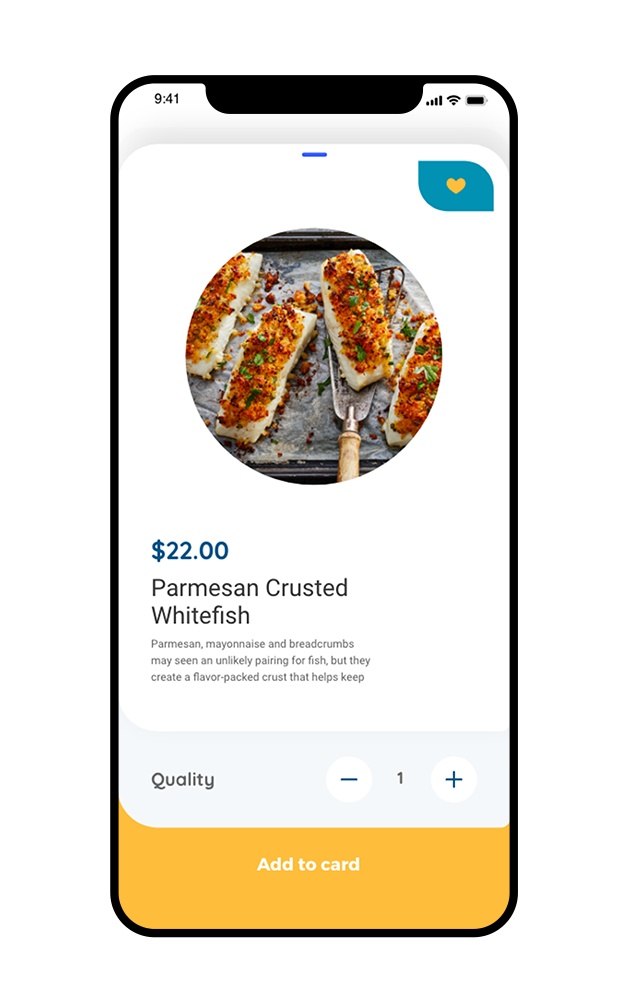 9:41
$22.00
Parmesan Crusted
Whitefish
Parmesan, mayonnaise and breadcrumbs
may seen an unlikely pairing for fish, but they
create a flavor-packed crust that helps keep
Quality
1
Add to card